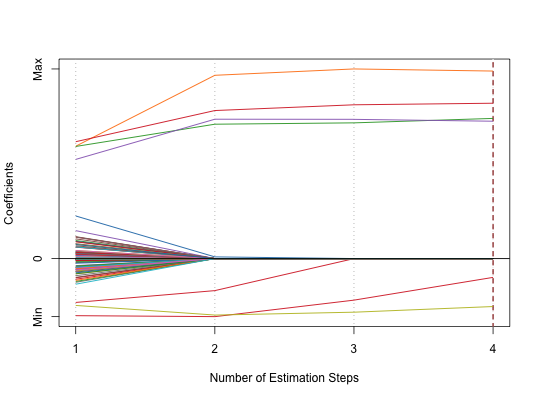 Max
0
Min
Coefficients
1 2 3 4
Number of Estimation Steps